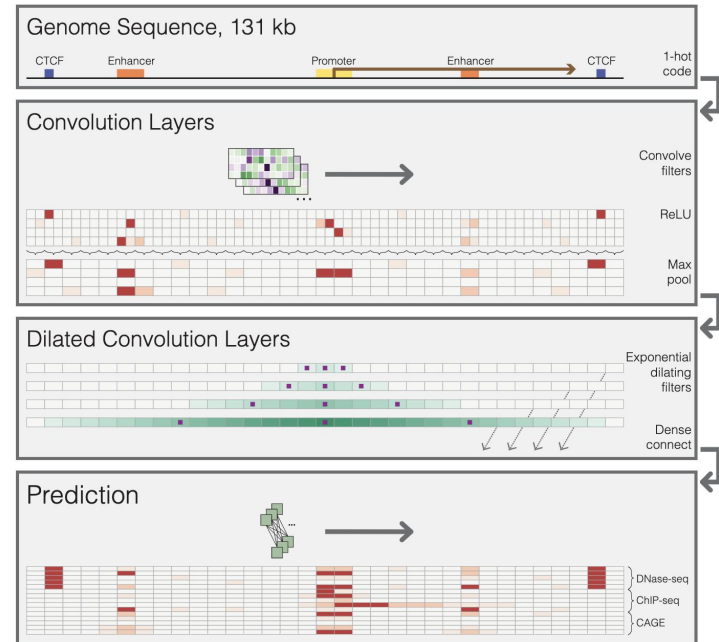 Genome Sequence, 131 kb
CTCF
Enhancer
Promoter
Enhancer
CTCF
1-hot
code
Convolution Layers
Convolve
filters
...
ReLU
Max
pool
Dilated Convolution Layers
Exponential
dilating
filters
Dense
connect
Prediction
...
DNase-seq
ChIP-seq
CAGE